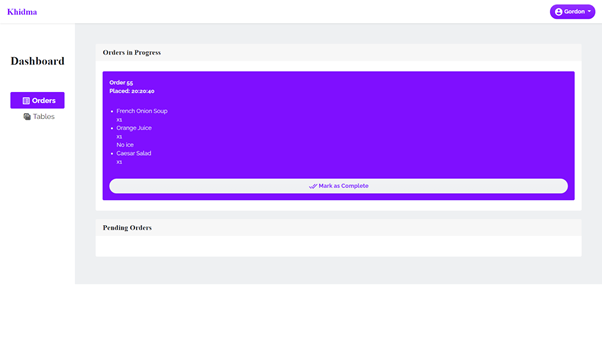 Khidma
Gordon
Dashboard
Orders
Tables
Orders in Progress
Order 55
Placed: 20:20:40
French Onion Soup
x1
Orange Juice
x1
No ice
Caesar Salad
x1
Mark as Complete
Pending Orders